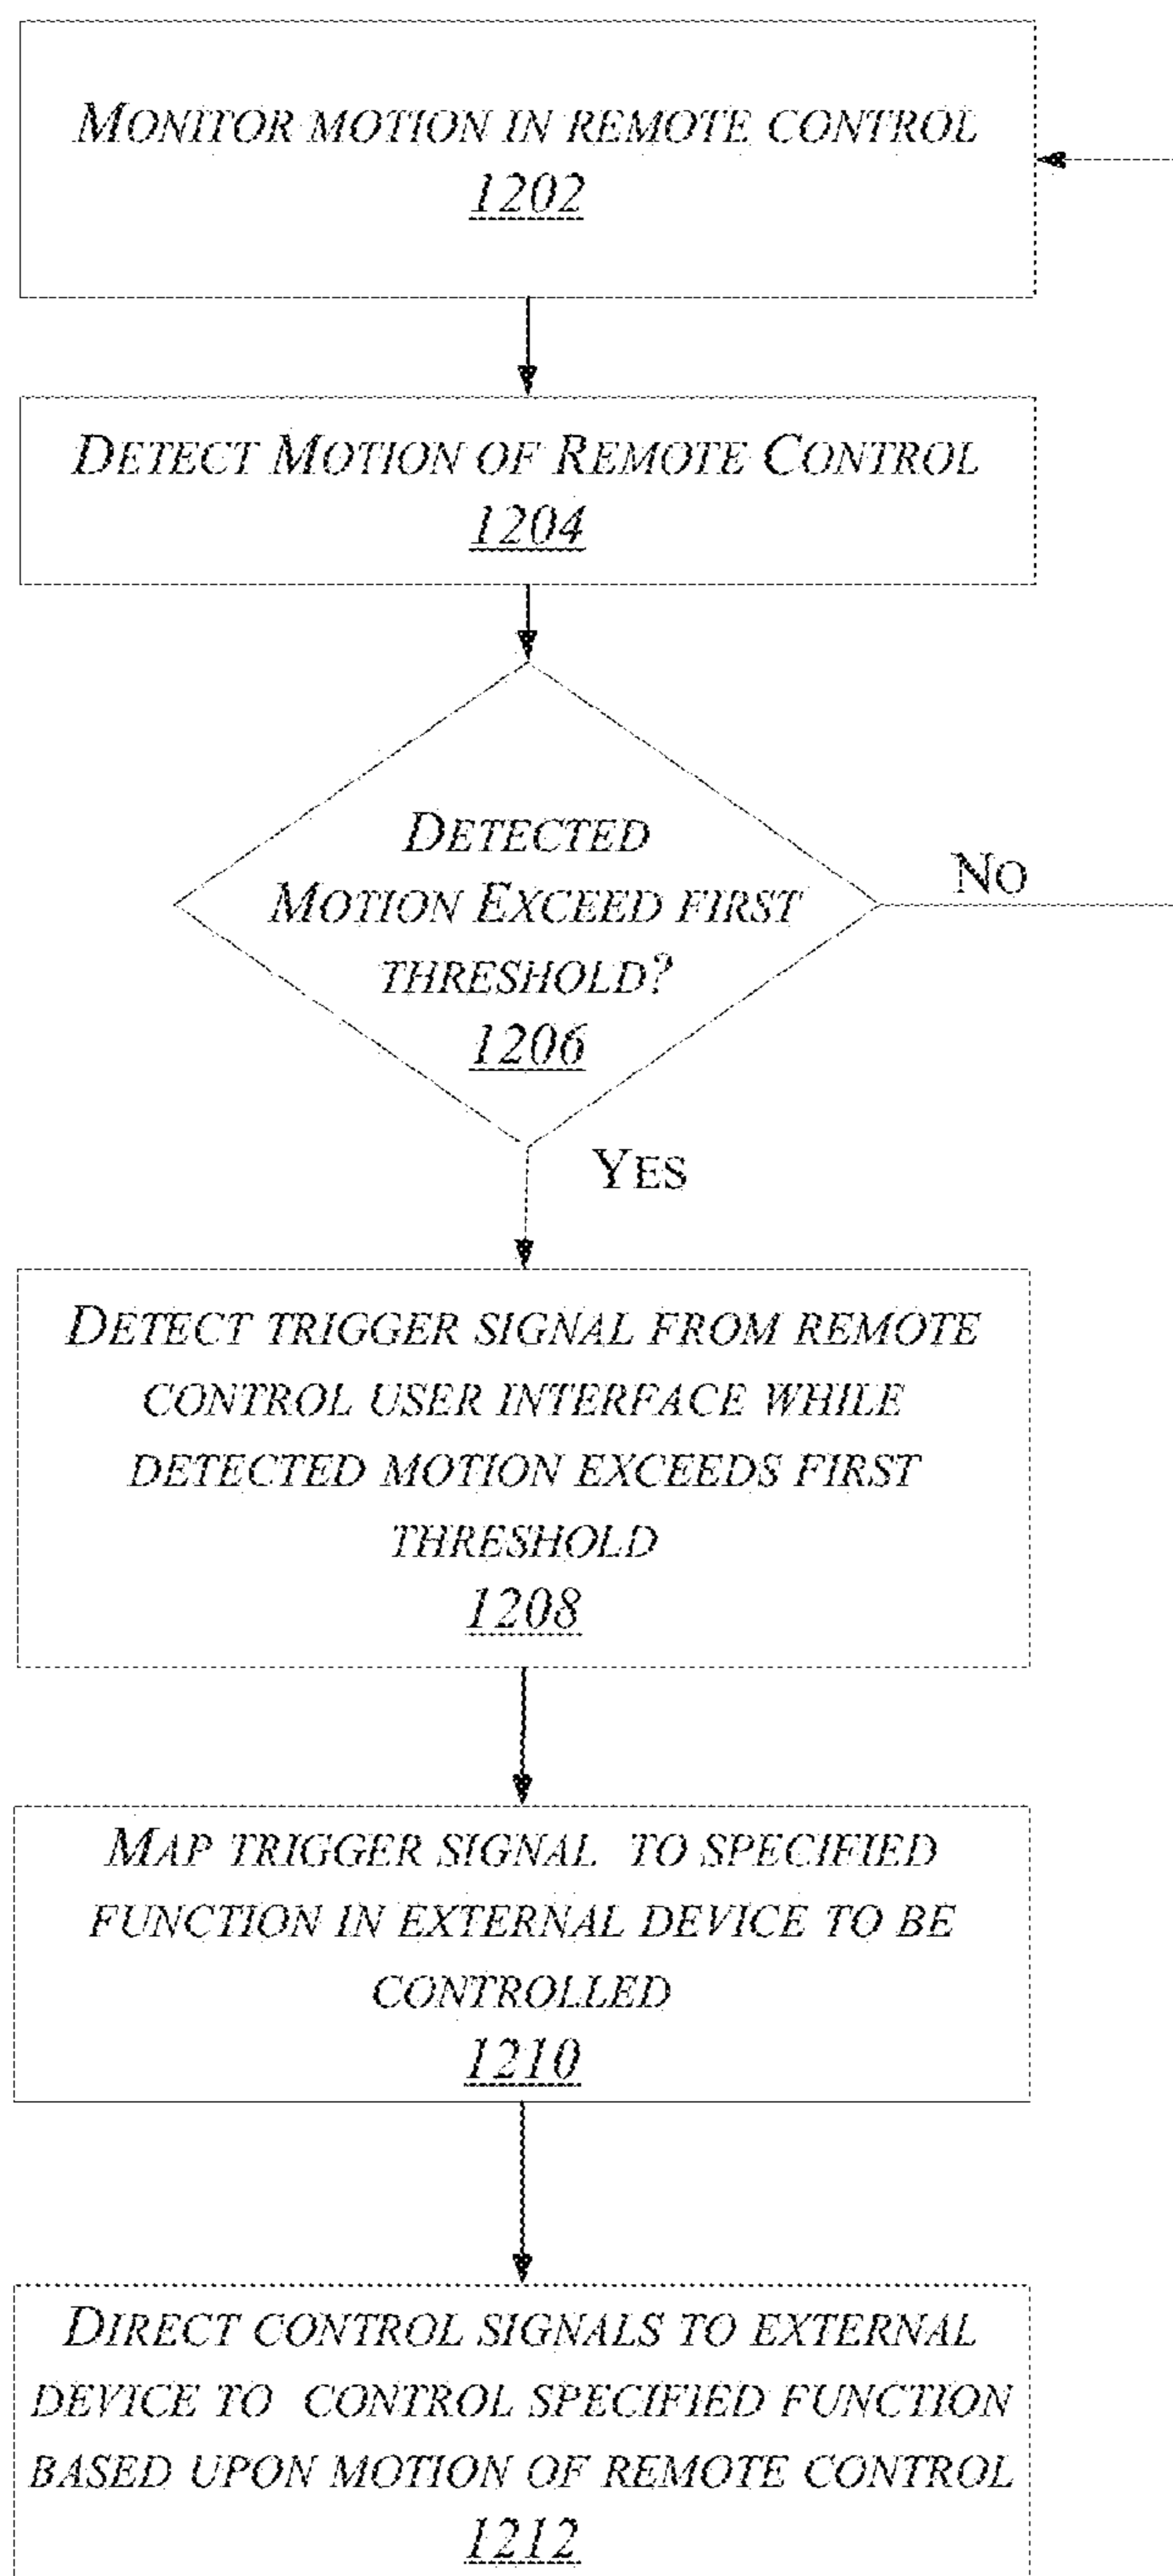 MONITOR MOTION IN REMOTE CONTROL
1202
DETECT MOTION OF REMOTE CONTROL
1204
DETECTED
MOTION EXCEED FIRST
THRESHOLD?
1206
NO
YES
DETECT TRIGGER SIGNAL FROM REMOTE
CONTROL USER INTERFACE WHILE
DETECTED MOTION EXCEEDS FIRST
THRESHOLD
1208
MAP TRIGGER SIGNAL TO SPECIFIED
FUNCTION IN EXTERNAL DEVICE TO BE
CONTROLLED
1210
DIRECT CONTROL SIGNALS TO EXTERNAL
DEVICE TO CONTROL SPECIFIED FUNCTION
BASED UPON MOTION OF REMOTE CONTROL
1212